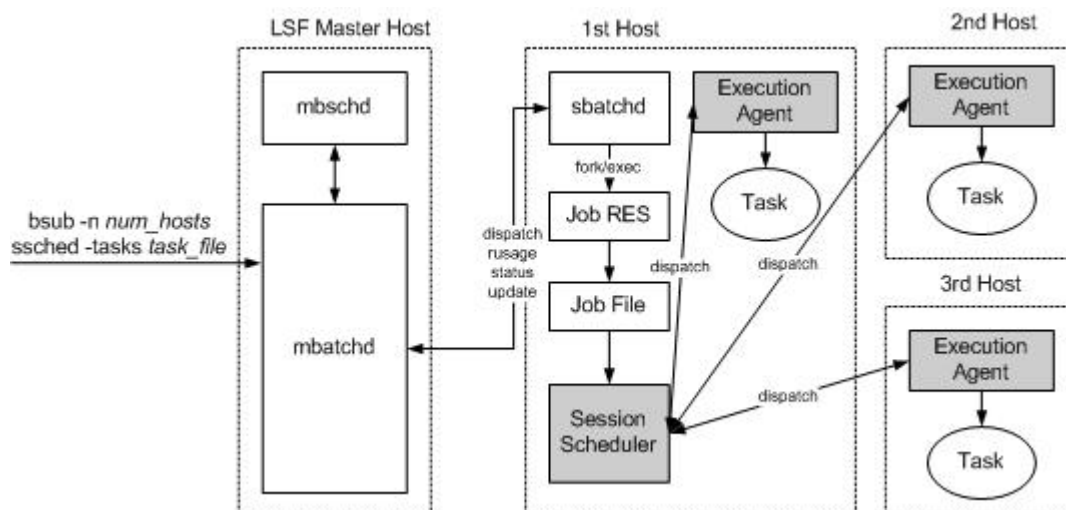 LSF Master Host
1st Host
2nd Host
mbschd
sbatchd
Execution
Agent
Execution
Agent
fork/exec
Task
Task
Job RES
bsub -n num_hosts
ssched -tasks task_file
dispatch
rusage
status
update
dispatch
dispatch
Job File
3rd Host
mbatchd
Execution
Agent
dispatch
Session
Scheduler
Task